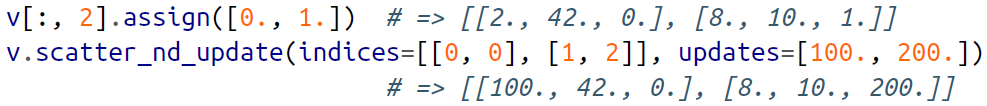 v[:, 2].assign([0., 1.])  # => [[2., 42., 0.], [8., 10., 1.]]
v.scatter_nd_update(indices=[[0, 0], [1, 2]], updates=[100., 200.])
# => [[100., 42., 0.], [8., 10., 200.]]